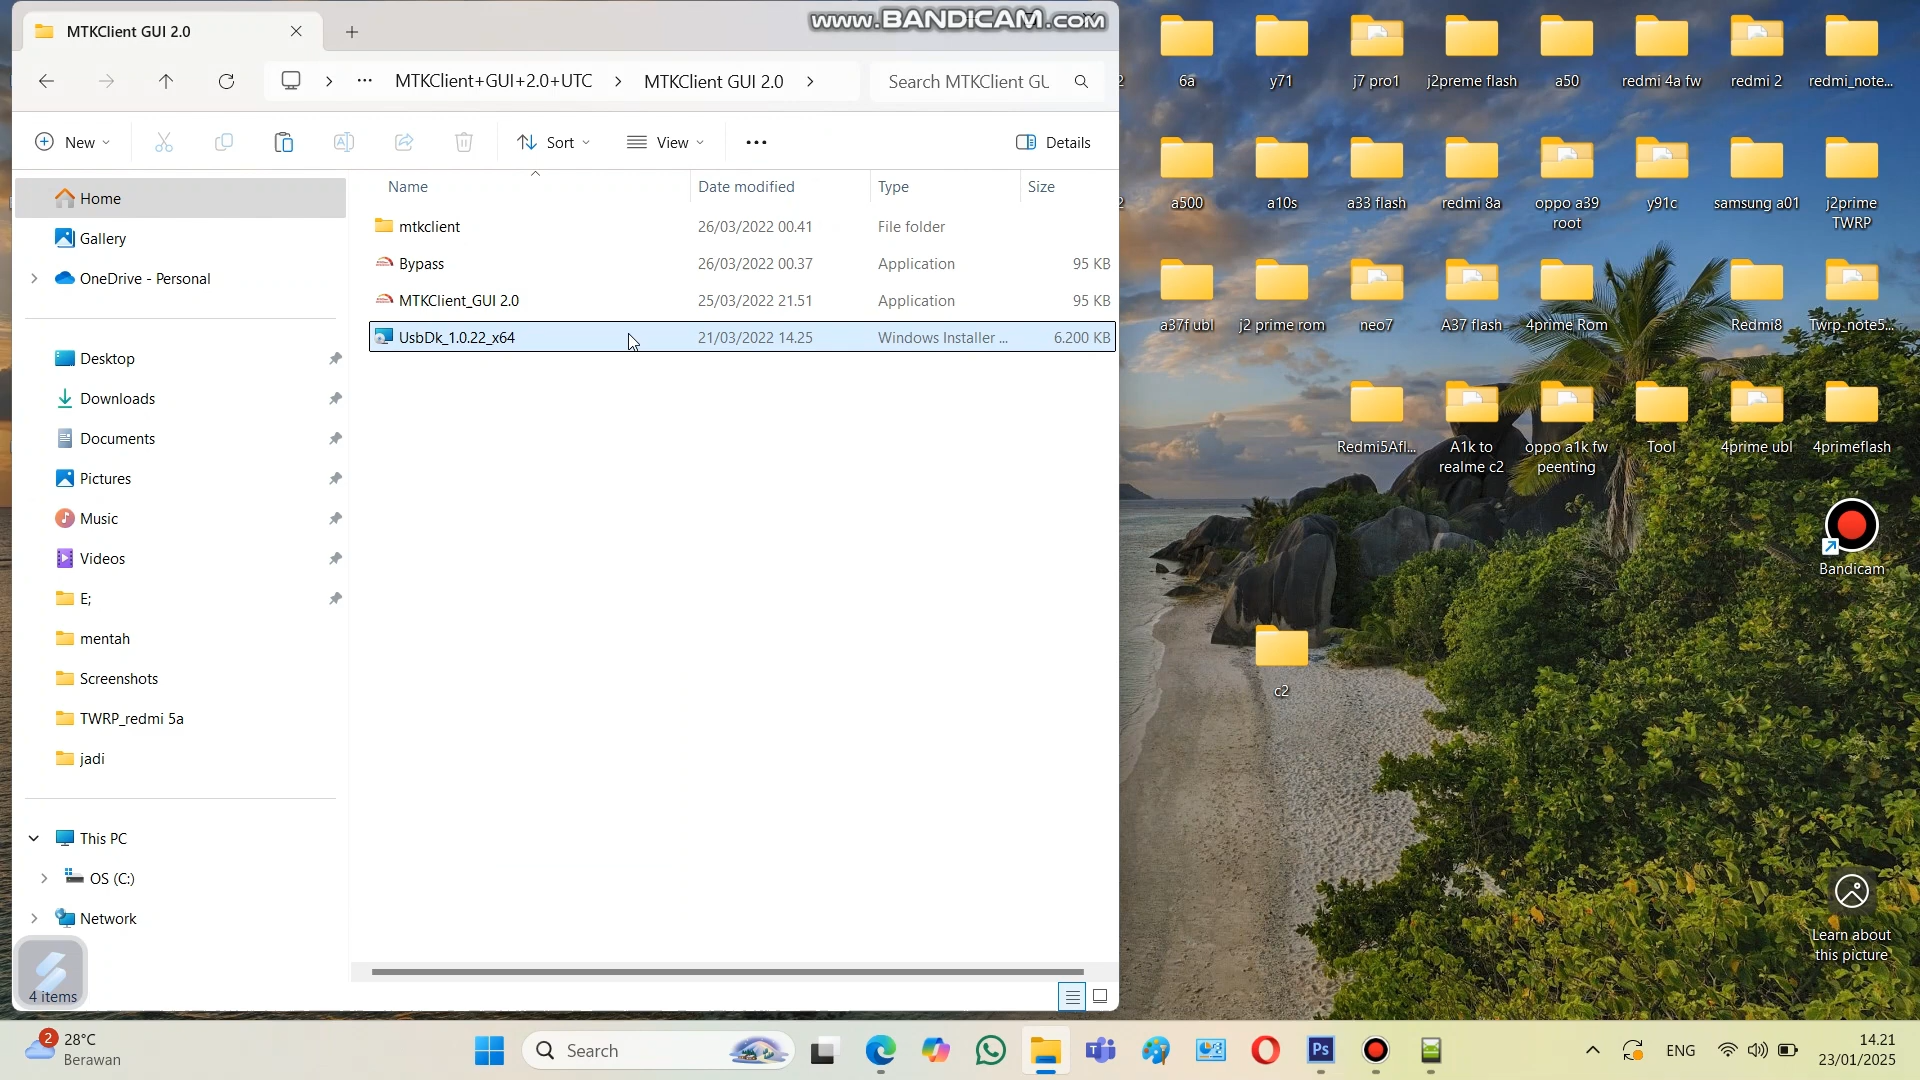 MTKClient GUI 2.0
www.BANDICAM.com
MTKClient+GUI+2.0+UTC
MTKClient GUI 2.0
Search MTKClient GU
New
Sort
View
Details
Name
Date modified
Type
Size
mtkclient
26/03/2022 00.41
File folder
Bypass
26/03/2022 00.37
Application
95 KB
MTKClient_GUI 2.0
25/03/2022 21.51
Application
95 KB
UsbDk_1.0.22_x64
21/03/2022 14.25
Windows Installer ...
6.200 KB
Home
Gallery
OneDrive - Personal
Desktop
Downloads
Documents
Pictures
Music
Videos
E;
mentah
Screenshots
TWRP_redmi 5a
jadi
This PC
OS (C:)
Network
4 items
6a
y71
j7 pro1
j2preme flash
a50
redmi 4a fw
redmi 2
redmi_note...
a500
a10s
a33 flash
redmi 8a
oppo a39
root
y91c
samsung a01
j2prime
TWRP
a37f ubl
j2 prime rom
neo7
A37 flash
4prime Rom
Redmi8
Twrp_note5...
Redmi5Afl...
A1k to
realme c2
oppo a1k fw
peenting
Tool
4prime ubl
4primeflash
Bandicam
c2
Learn about
this picture
2
28°C
Berawan
Search
Ps
ENG
14.21
23/01/2025